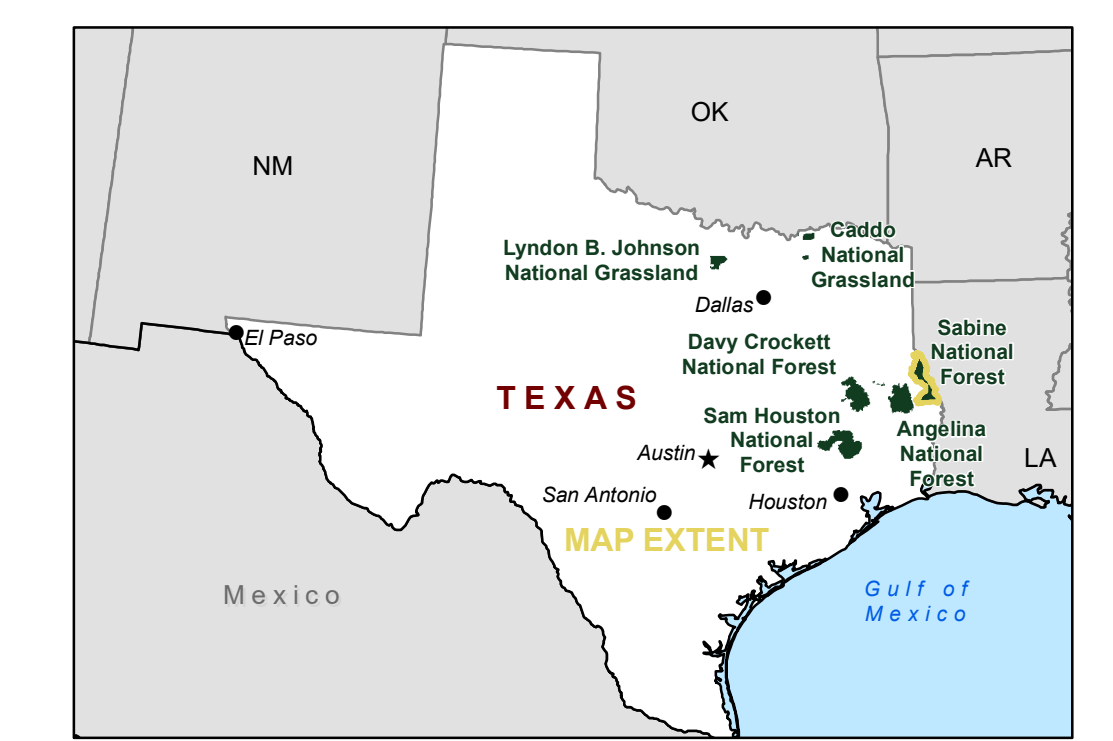 OK
NM
AR
Caddo
National
Grassland
Lyndon B. Johnson
National Grassland
Dallas
El Paso
Sabine
National
Forest
Davy Crockett
National Forest
TEXAS
Sam Houston
National
Forest
Angelina
National
Forest
Austin
LA
San Antonio
Houston
MAP EXTENT
Mexico
Gulf of
Mexico